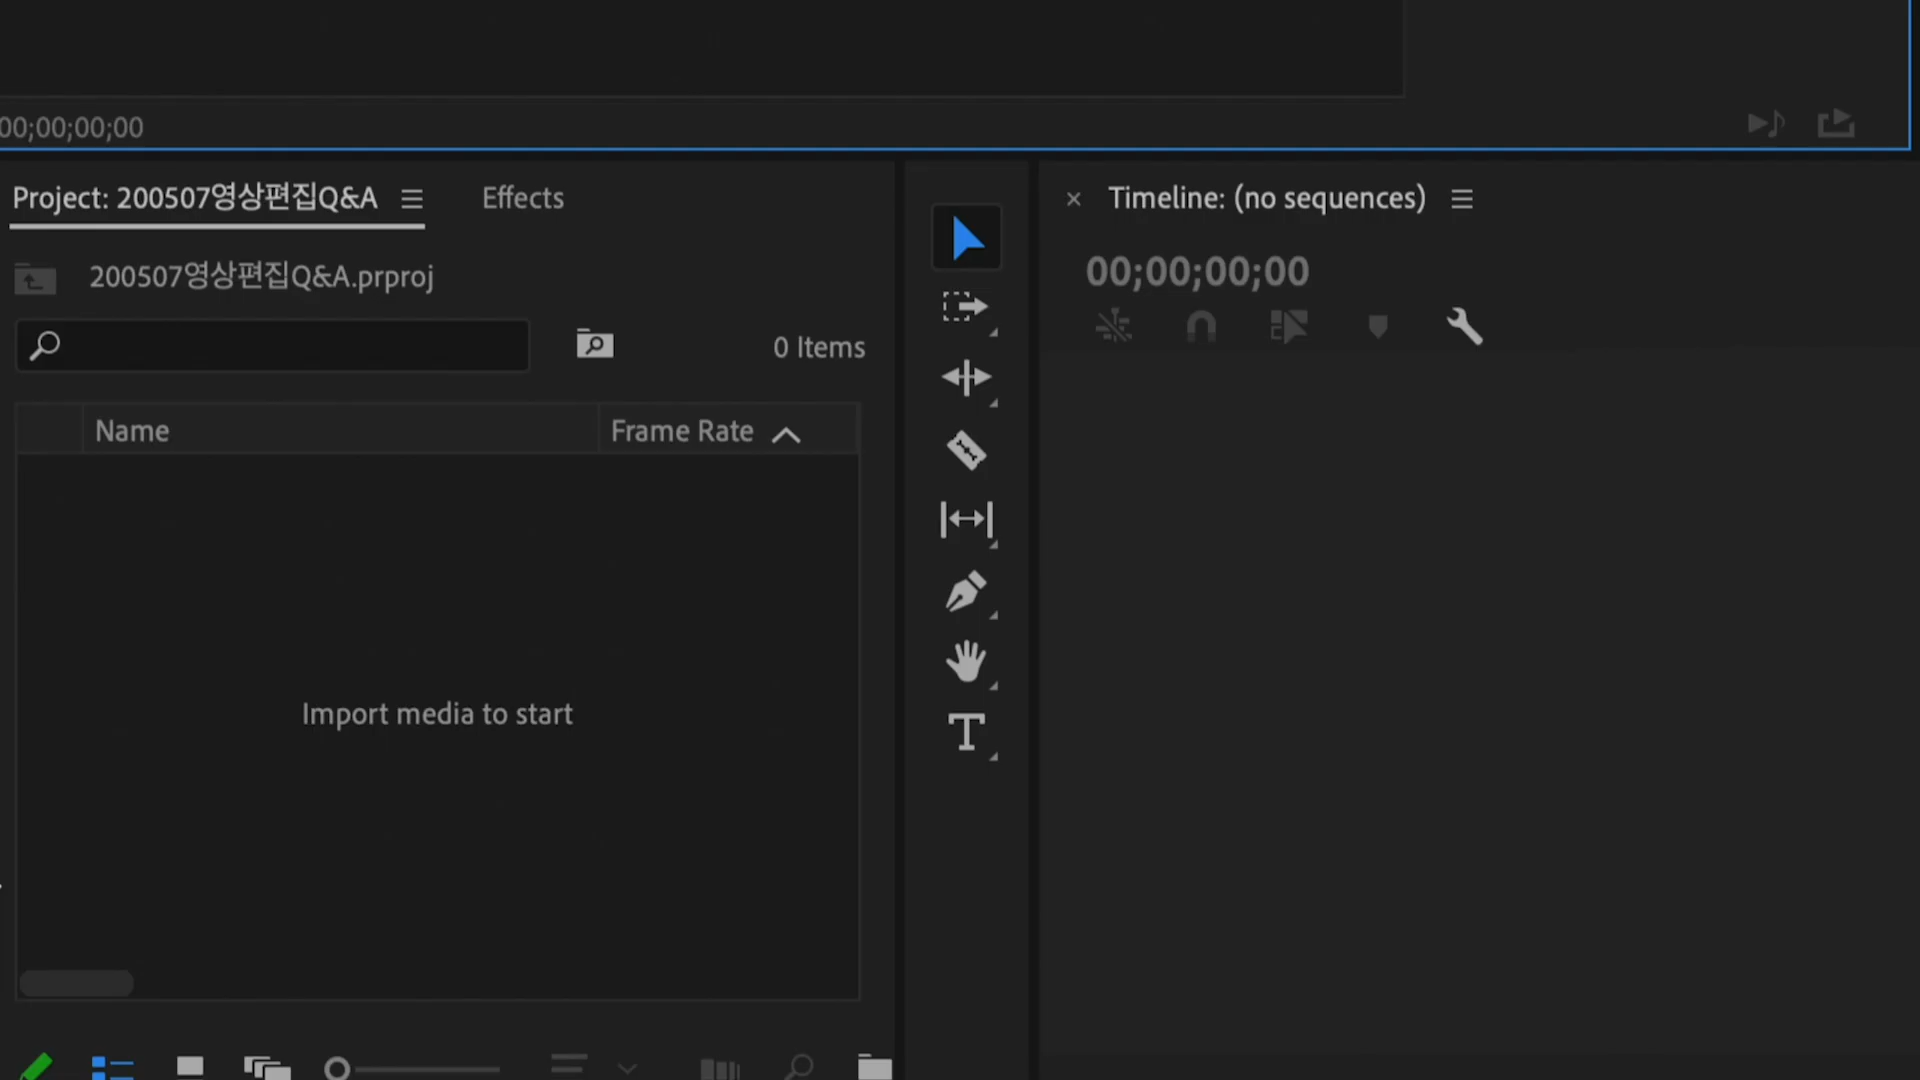 00;00;00;00
Project: 200507영상편집Q&A
Effects
200507영상편집Q&A.prproj
0 Items
Name
Frame Rate
Import media to start
Timeline: (no sequences)
00;00;00;00